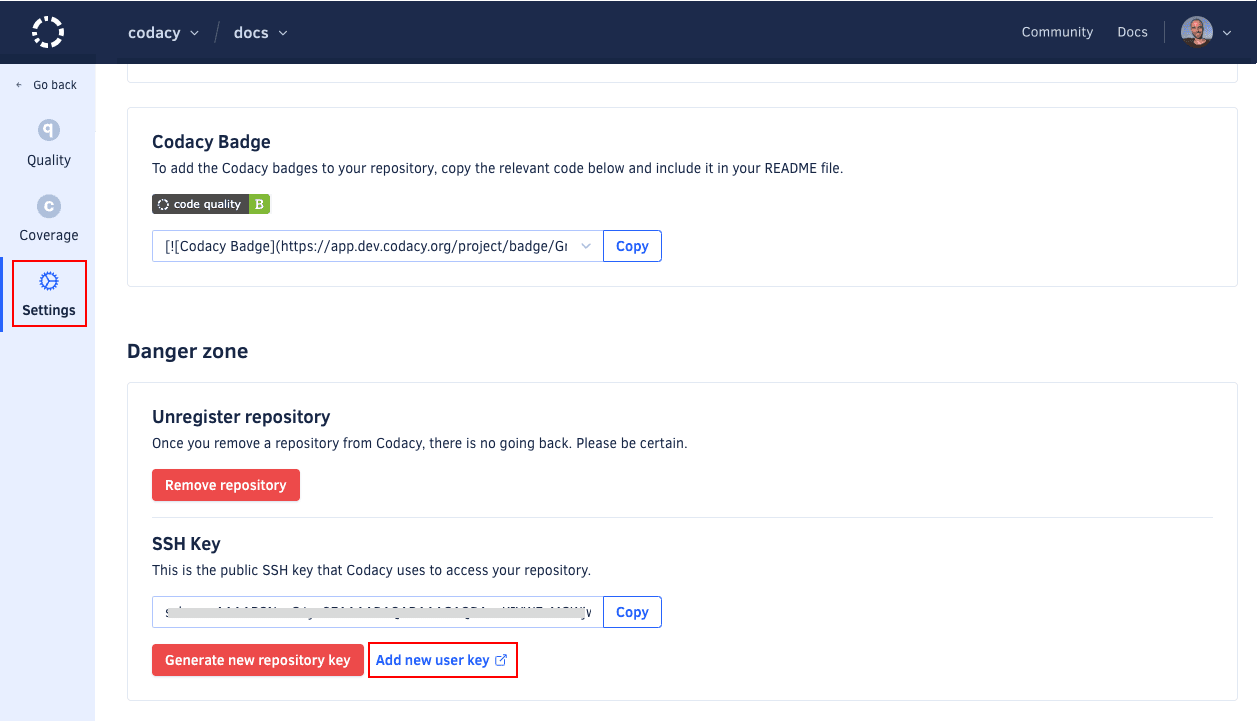 codacy docs Community Docs
Go back
Quality
Coverage
Settings
Codacy Badge
To add the Codacy badges to your repository, copy the relevant code below and include it in your README file.
code quality B
[![Codacy Badge](https://app.dev.codacy.org/project/badge/Gr
Copy
Danger zone
Unregister repository
Once you remove a repository from Codacy, there is no going back. Please be certain.
Remove repository
SSH Key
This is the public SSH key that Codacy uses to access your repository.
Copy
Generate new repository key Add new user key